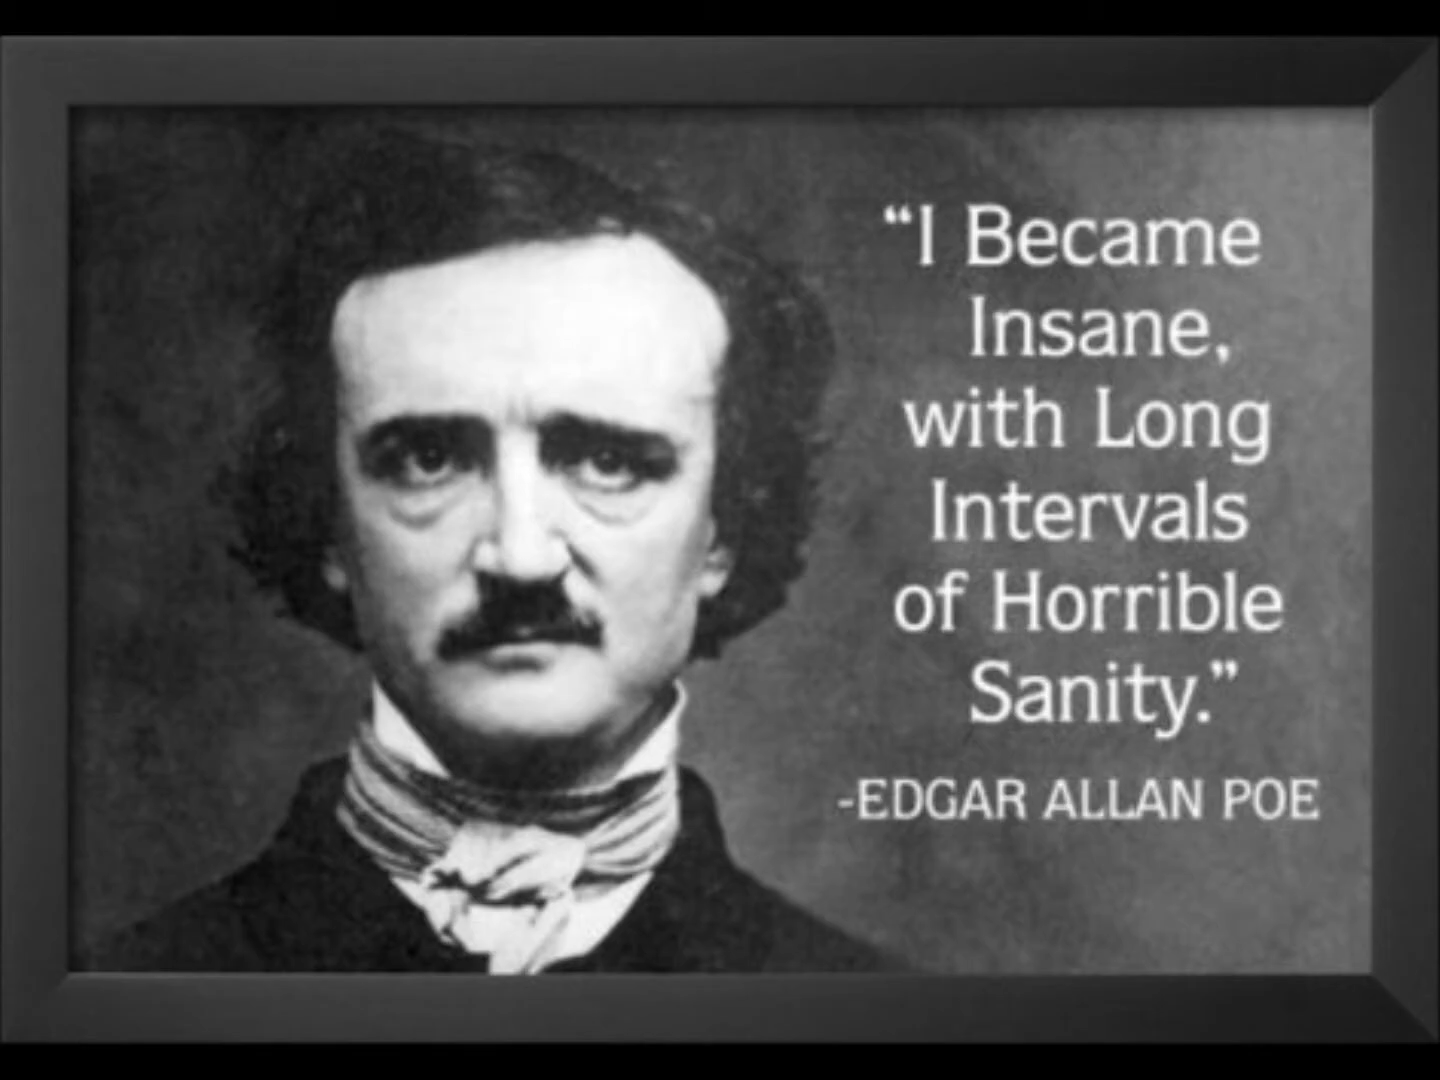 “I Became
Insane,
with Long
Intervals
of Horrible
Sanity.”
-EDGAR ALLAN POE